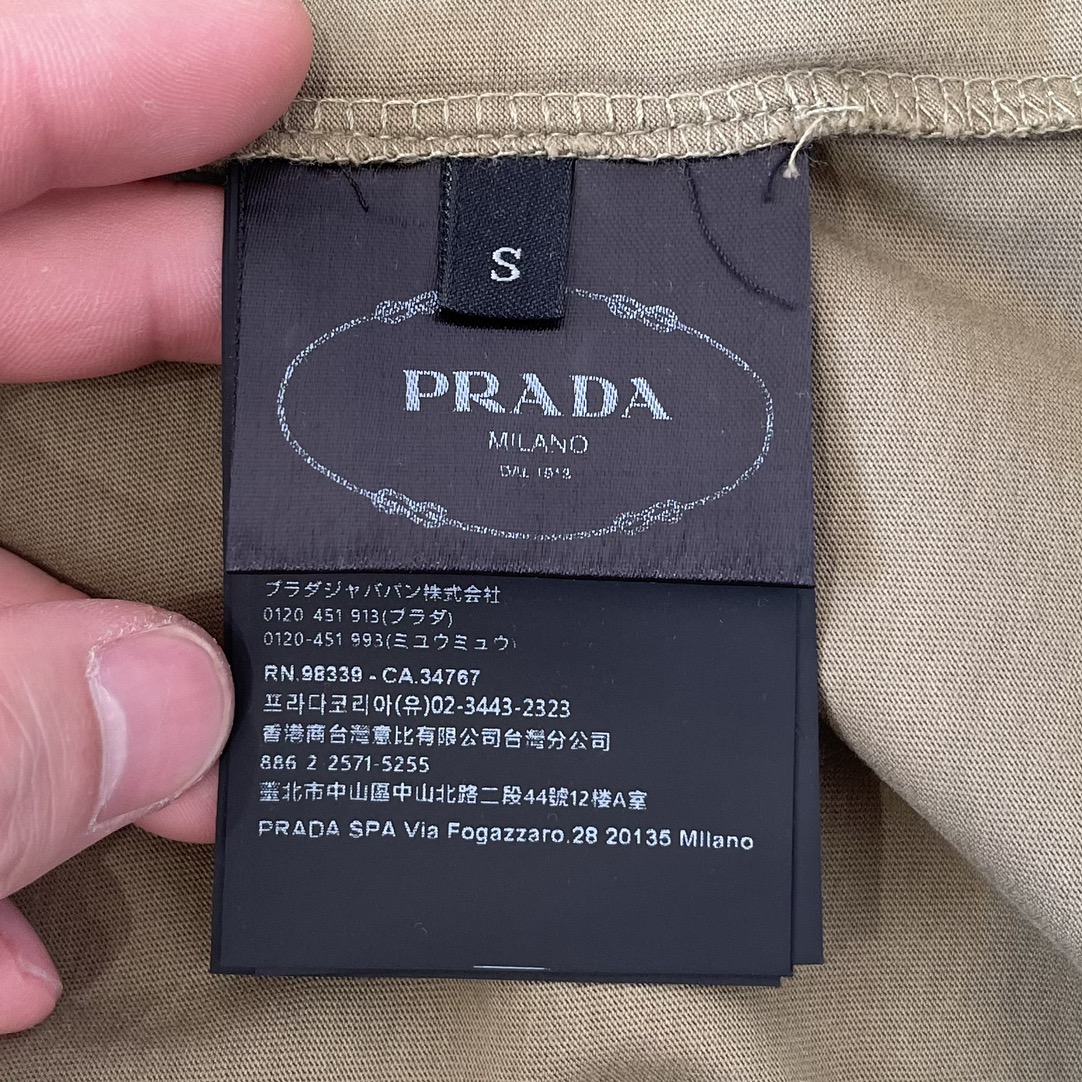 S
PRADA
MILANO
DAL 1913
プラダジャババン株式会社
0120 451 913(プラダ)
0120-451 993(ミユウミュウ)
RN.98339 - CA.34767
프라다코리아(유)02-3443-2323
香港商台灣意比有限公司台灣分公司
886 2 2571-5255
臺北市中山區中山北路二段44號12楼A室
PRADA SPA Via Fogazzaro.28 20135 MIlano